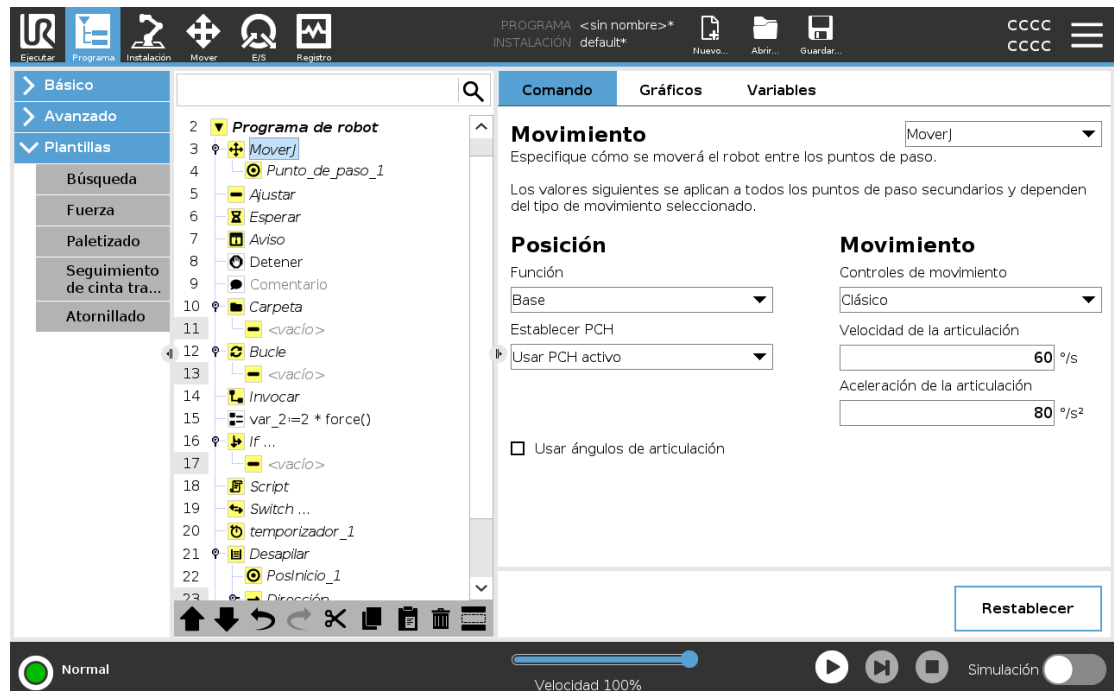 PROGRAMA <sin nombre>*
INSTALACIÓN default*
CCCC
CCCC
Ejecutar
Programa
Instalación
Mover
E/S
Registro
Nuevo...
Abrir...
Guardar...
Básico
Avanzado
Plantillas
Búsqueda
Fuerza
Paletizado
Seguimiento
de cinta tra...
Atornillado
2 Programa de robot
3 MoverJ
4 Punto_de_paso_1
5 Ajustar
6 Esperar
7 Aviso
8 Detener
9 Comentario
10 Carpeta
11 <vacío>
12 Bucle
13 <vacío>
14 Invocar
15 var_2:=2 * force()
16 If ...
17 <vacío>
18 Script
19 Switch ...
20 temporizador_1
21 Desapilar
22 PosInicio_1
23 Dirección
Comando
Gráficos
Variables
Movimiento
MoverJ
Especifique cómo se moverá el robot entre los puntos de paso.
Los valores siguientes se aplican a todos los puntos de paso secundarios y dependen
del tipo de movimiento seleccionado.
Posición
Función
Base
Establecer PCH
Usar PCH activo
Usar ángulos de articulación
Movimiento
Controles de movimiento
Clásico
Velocidad de la articulación
60 °/s
Aceleración de la articulación
80 °/s²
Restablecer
Normal
Velocidad 100%
Simulación